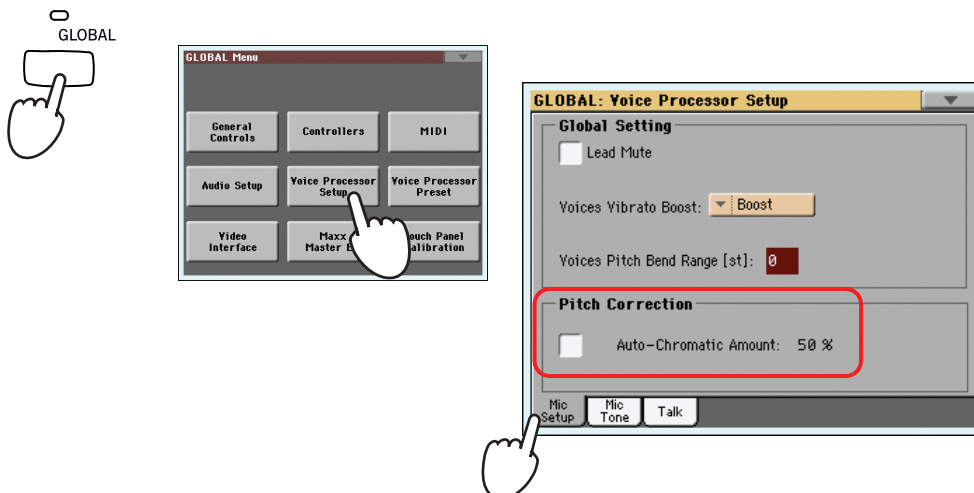 GLOBAL
GLOBAL Menu
General
Controls
Controllers
MIDI
Audio Setup
Voice Processor
Setup
Voice Processor
Preset
Video
Interface
Maxx
Master
Panel
GLOBAL: Voice Processor Setup
Global Setting
Lead Mute
Voices Vibrato Boost: Boost
Voices Pitch Bend Range [st]: 0
Pitch Correction
Auto-Chromatic Amount: 50 %
Mic
Setup
Mic
Tone
Talk